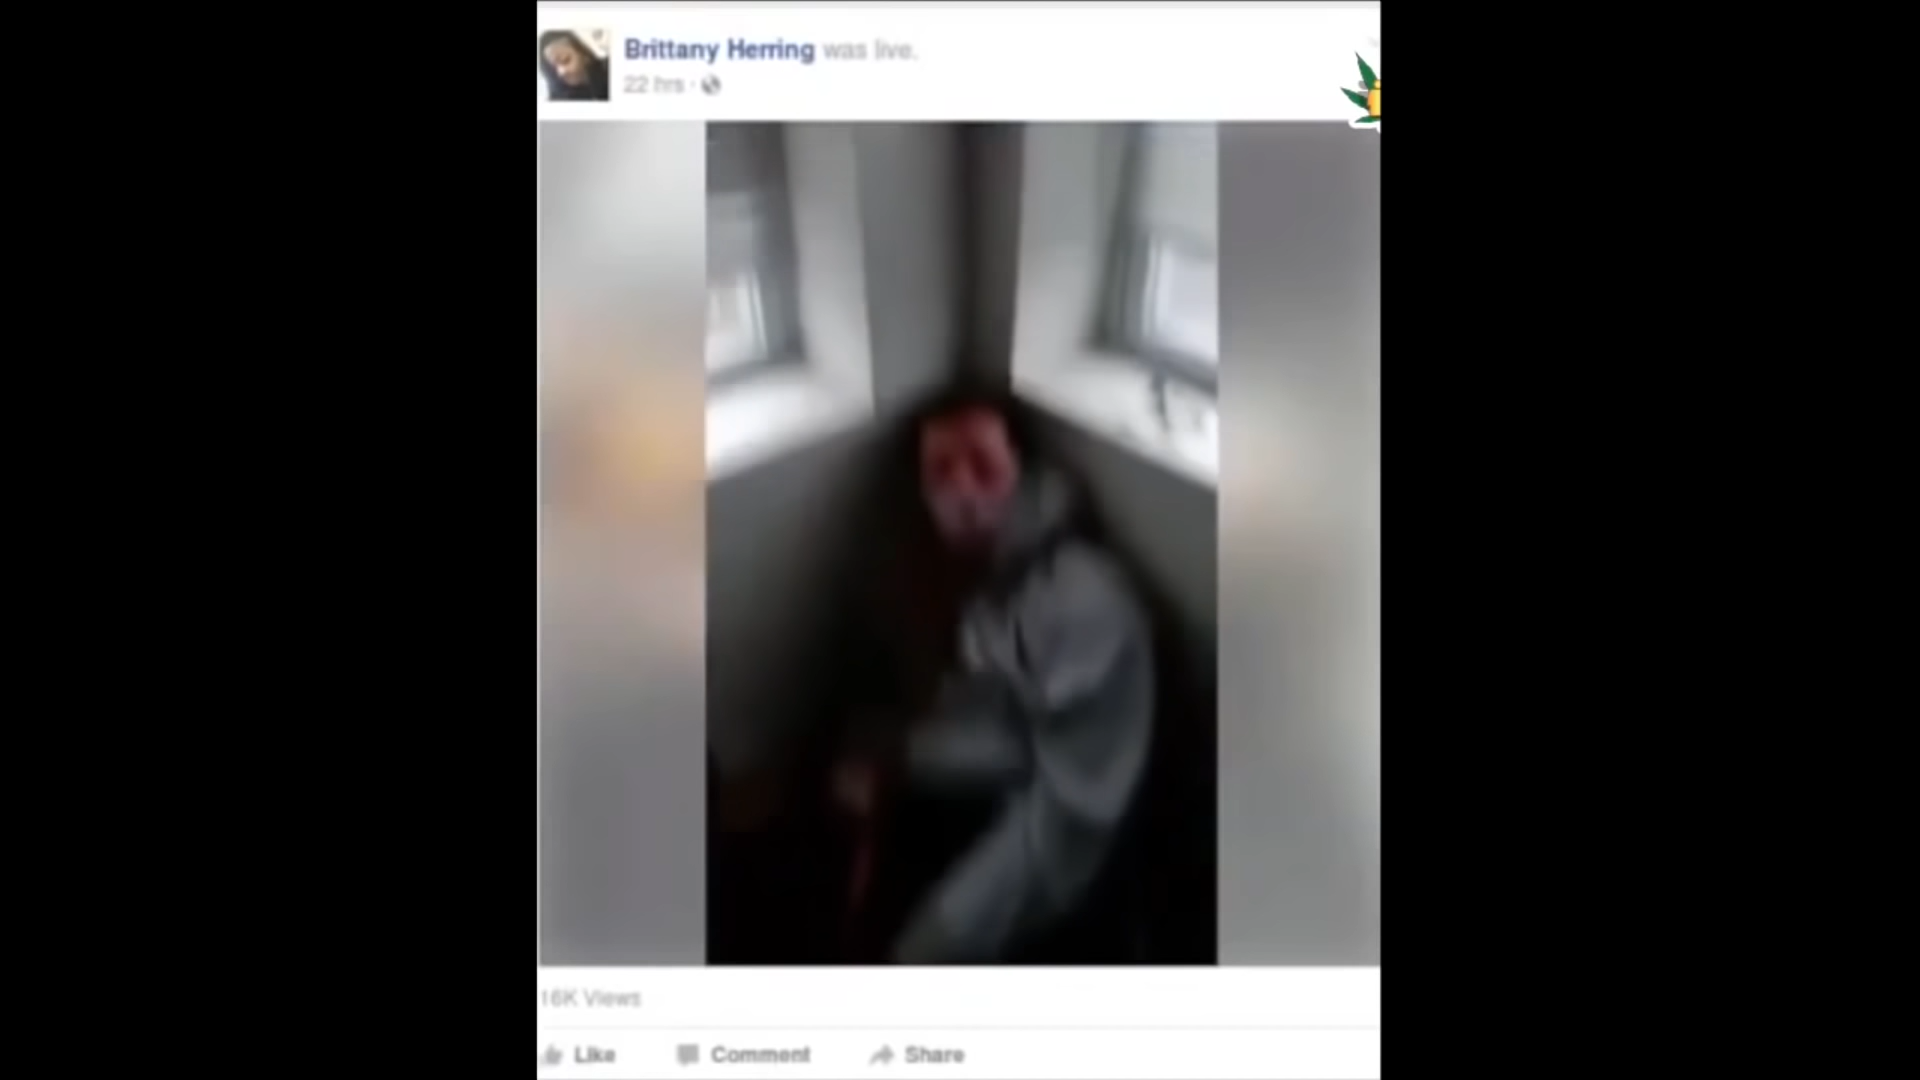 Brittany Herring was live.
22 hrs ·
16K Views
Like Comment Share